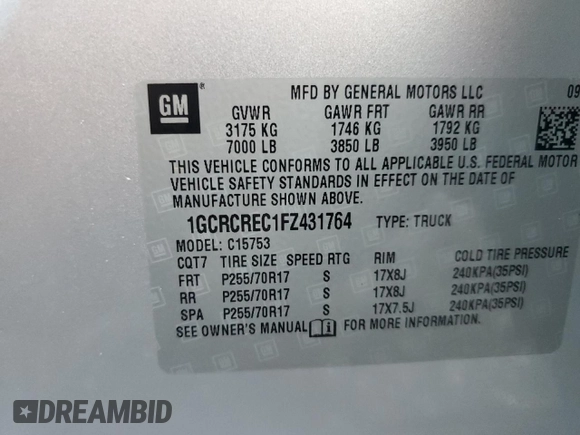 GM ®
MFD BY GENERAL MOTORS LLC 09
GVWR GAWR FRT GAWR RR
3175 KG 1746 KG 1792 KG
7000 LB 3850 LB 3950 LB
THIS VEHICLE CONFORMS TO ALL APPLICABLE U.S. FEDERAL MOTOR
VEHICLE SAFETY STANDARDS IN EFFECT ON THE DATE OF
MANUFACTURE SHOWN ABOVE.
1GCRCREC1FZ431764 TYPE: TRUCK
MODEL: C15753
CQT7 TIRE SIZE SPEED RTG RIM COLD TIRE PRESSURE
FRT P255/70R17 S 17X8J 240KPA(35PSI)
RR P255/70R17 S 17X8J 240KPA(35PSI)
SPA P255/70R17 S 17X7.5J 240KPA(35PSI)
SEE OWNER'S MANUAL i FOR MORE INFORMATION.
DREAMBID